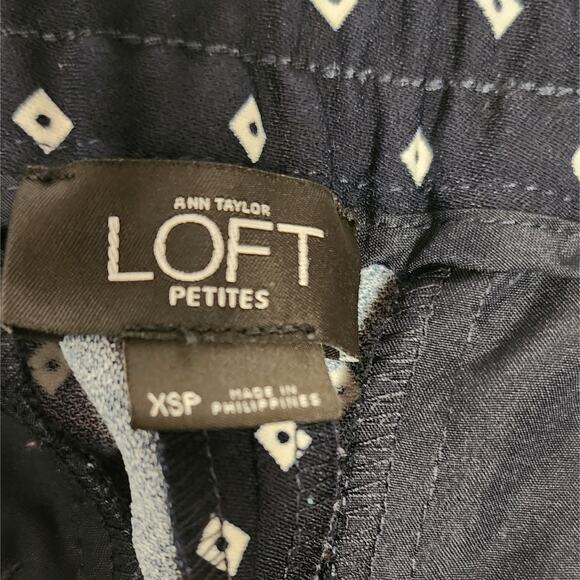 ANN TAYLOR
LOFT
PETITES
XSP
MADE IN
PHILIPPINES